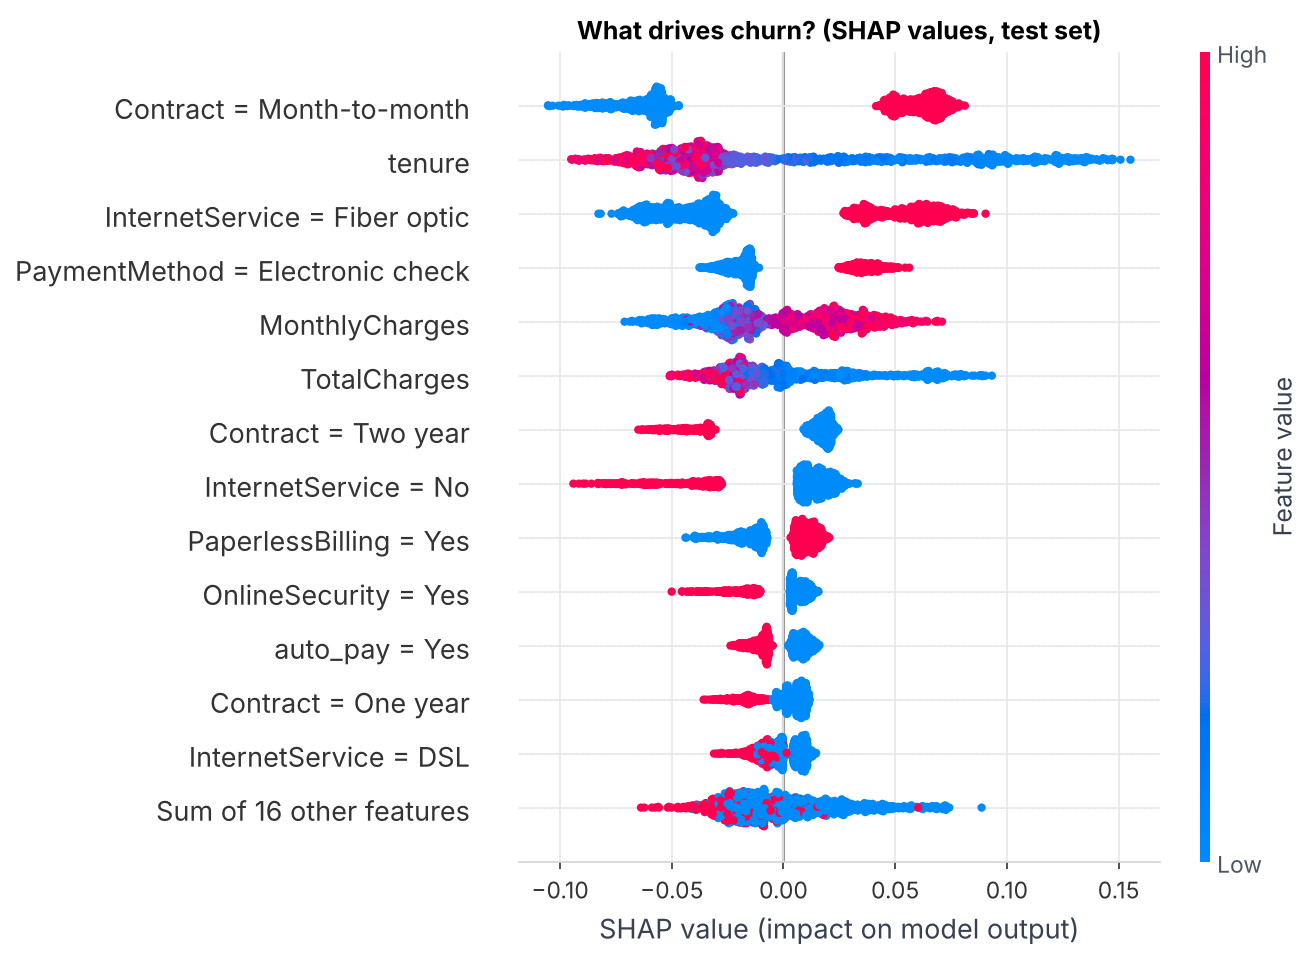 What drives churn? (SHAP values, test set)
High
Contract = Month-to-month
tenure
InternetService = Fiber optic
PaymentMethod = Electronic check
MonthlyCharges
TotalCharges
Contract = Two year
InternetService = No
PaperlessBilling = Yes
OnlineSecurity = Yes
auto_pay = Yes
Contract = One year
InternetService = DSL
Sum of 16 other features
Feature value
Low
−0.10 −0.05 0.00 0.05 0.10 0.15
SHAP value (impact on model output)